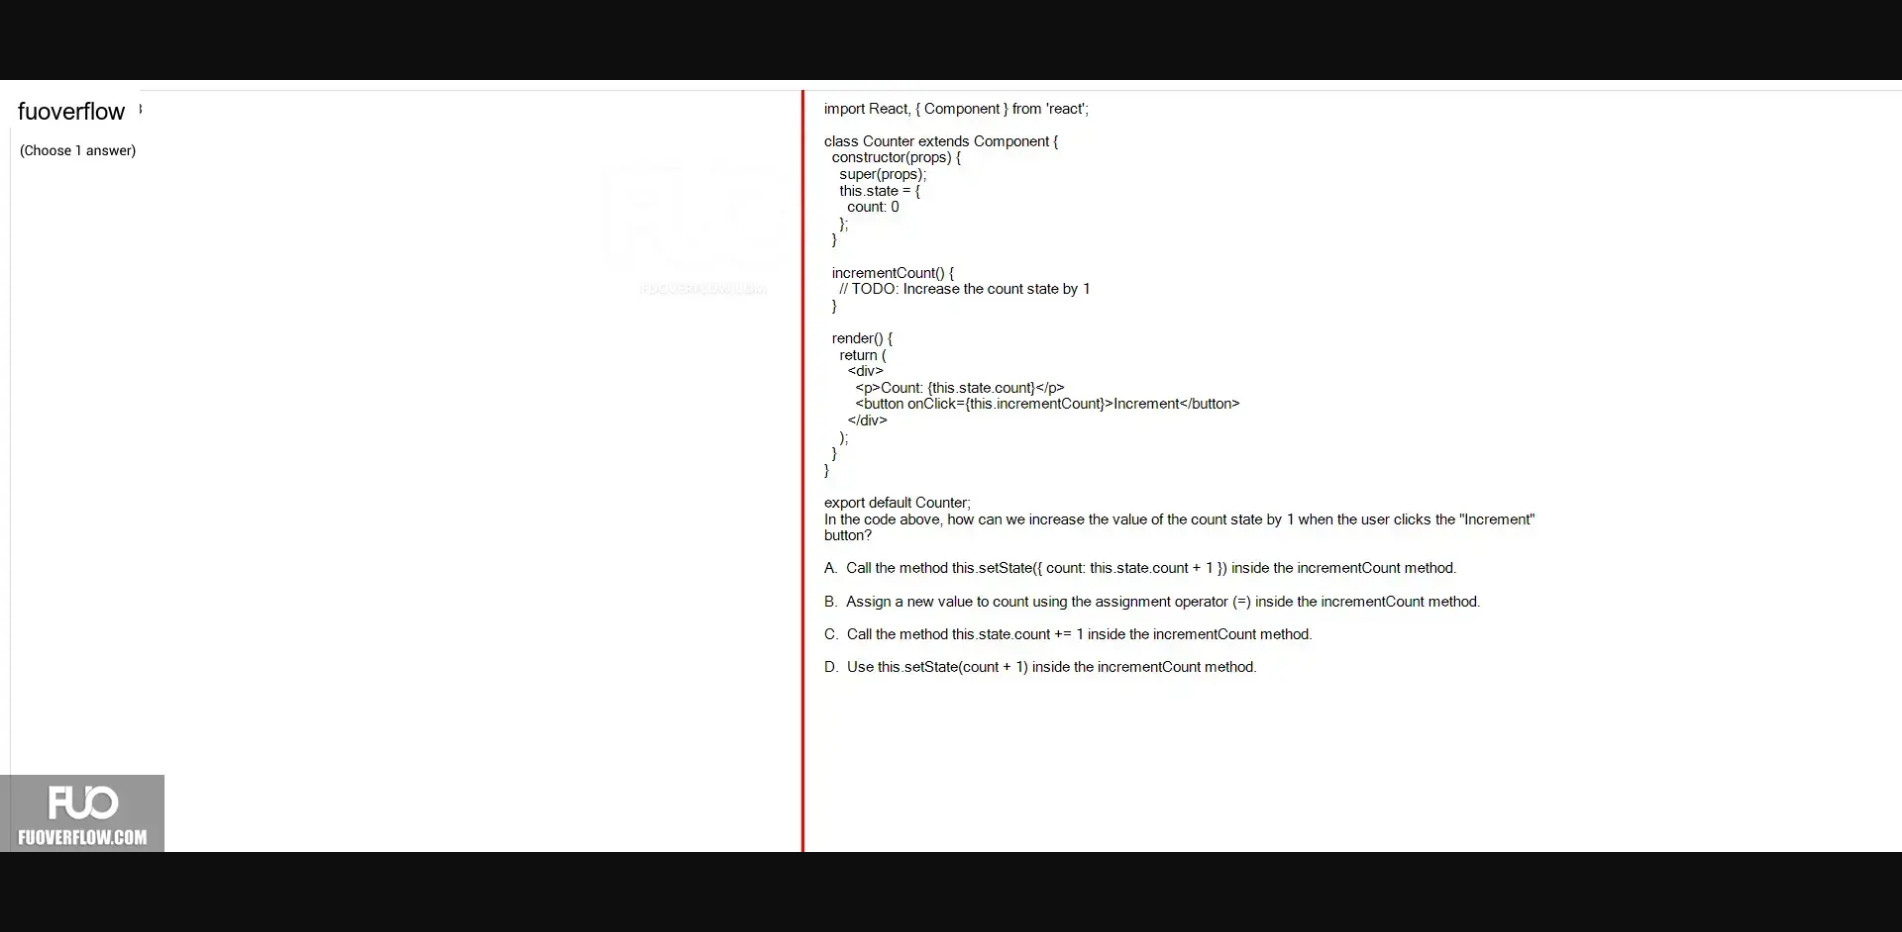 fuoverflow
(Choose 1 answer)
import React, { Component } from 'react';
class Counter extends Component {
constructor(props) {
super(props);
this.state = {
count: 0
};
}
incrementCount() {
// TODO: Increase the count state by 1
}
render() {
return (
<div>
<p>Count: {this.state.count}</p>
<button onClick={this.incrementCount}>Increment</button>
</div>
);
}
}
export default Counter;
In the code above, how can we increase the value of the count state by 1 when the user clicks the "Increment"
button?
A. Call the method this.setState({ count: this.state.count + 1 }) inside the incrementCount method.
B. Assign a new value to count using the assignment operator (=) inside the incrementCount method.
C. Call the method this.state.count += 1 inside the incrementCount method.
D. Use this.setState(count + 1) inside the incrementCount method.
FUO
FUOVERFLOW.COM
FUO
FUOVERFLOW.COM